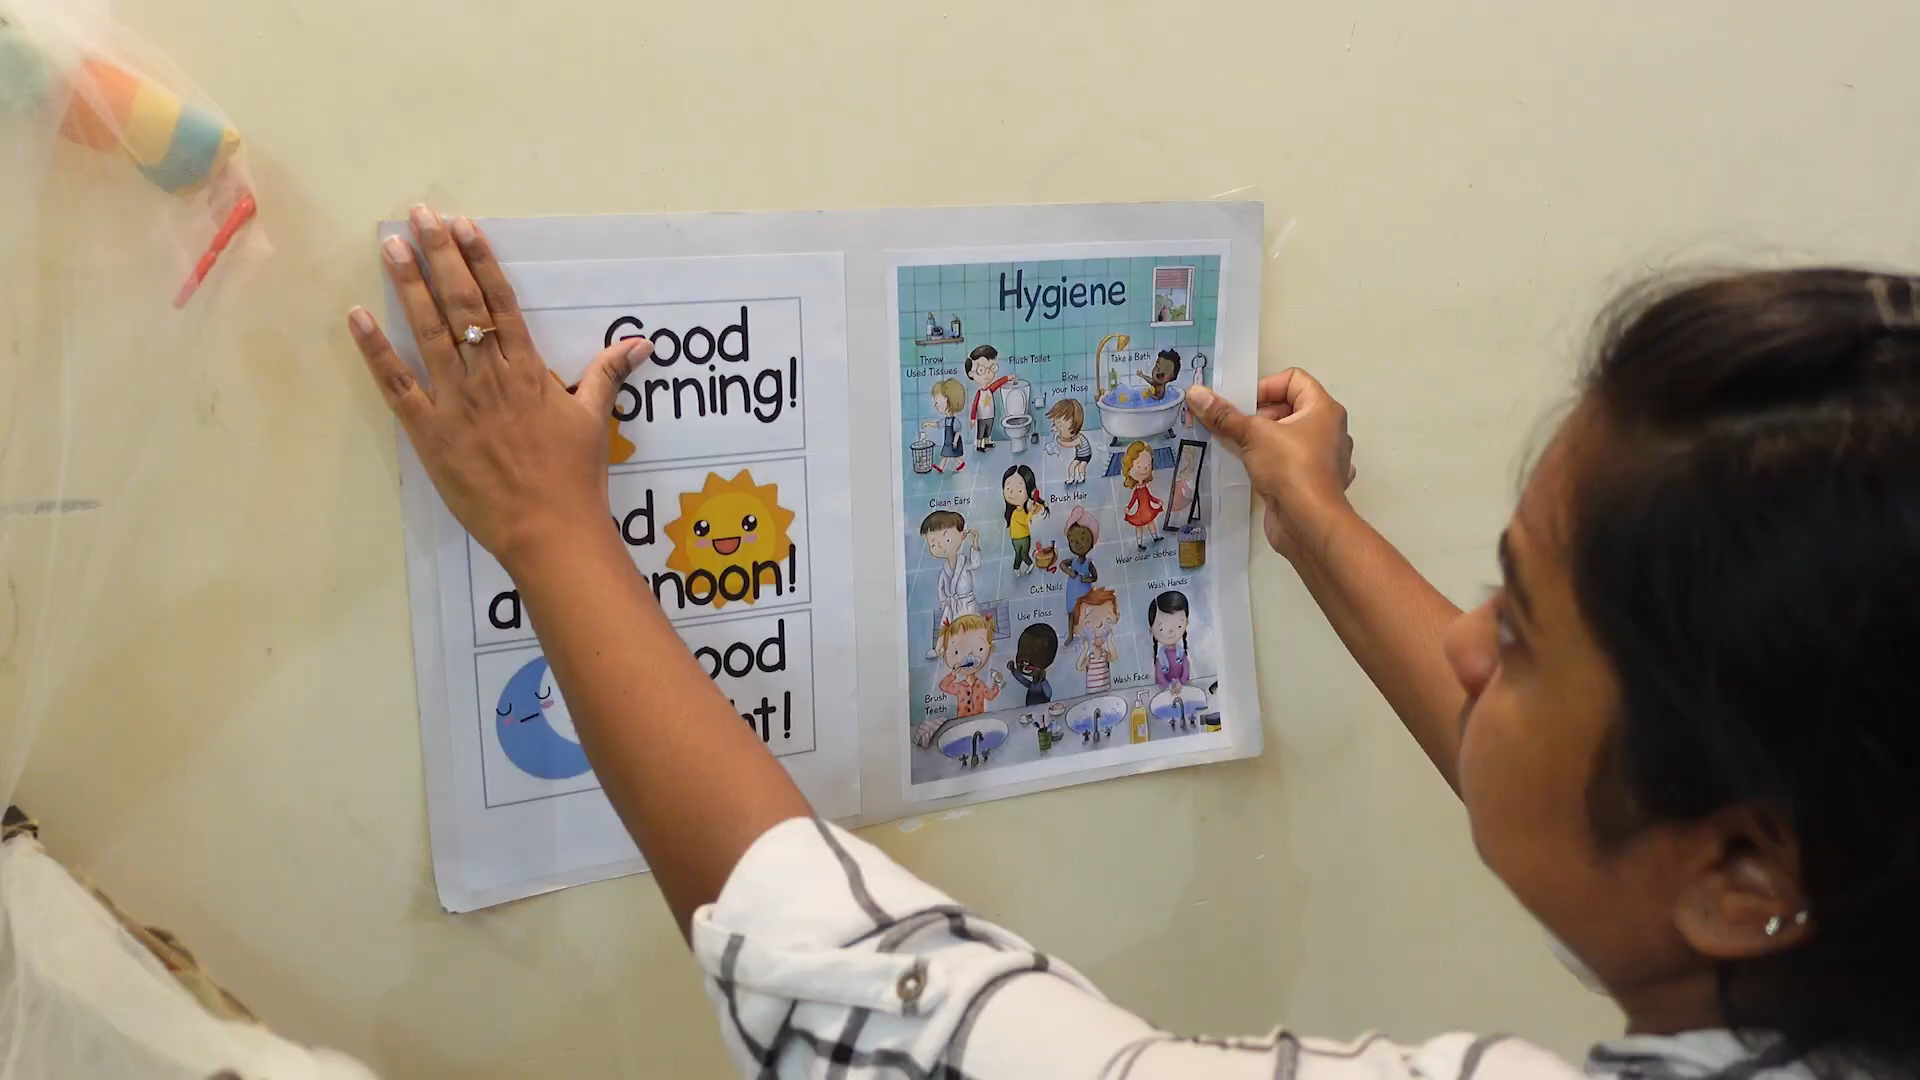 Good
orning!
d
a
noon!
ood
ht!
Hygiene
Throw
Used Tissues
Flush Toilet
Blow
your Nose
Take a Bath
Clean Ears
Brush Hair
Wear clean clothes
Cut Nails
Wash Hands
Use Floss
Wash Face
Brush
Teeth